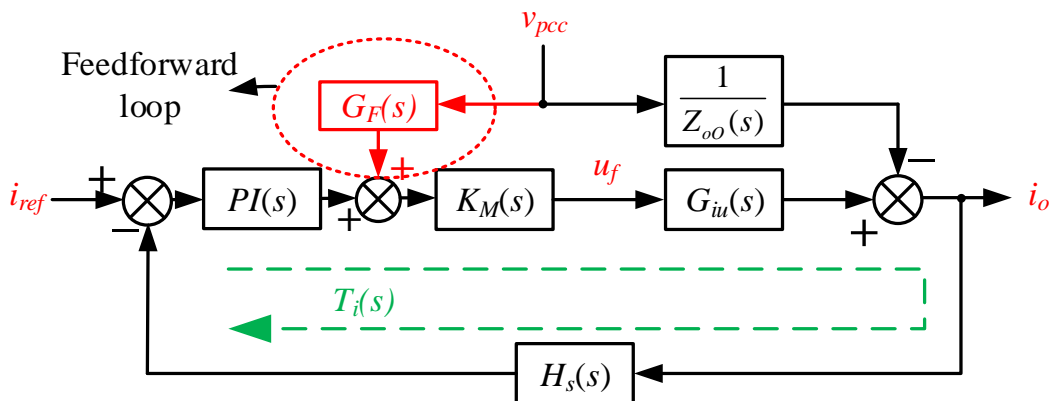 v_pcc
Feedforward
loop
G_F(s)
1
Z_oO(s)
+
−
+
i_ref
PI(s)
K_M(s)
u_f
G_iu(s)
i_o
−
+
+
T_i(s)
H_s(s)